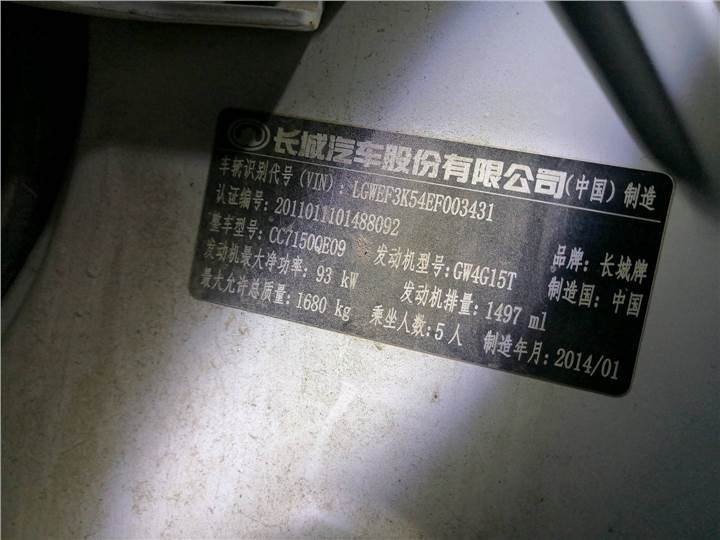 长城汽车股份有限公司(中国)制造
车辆识别代号(VIN): LGWEF3K54EF003431
认证编号: 2011011101488092
整车型号: CC7150QE09 发动机型号: GW4G15T 品牌: 长城牌
发动机最大净功率: 93 kW 发动机排量: 1497 ml 制造国: 中国
最大允许总质量: 1680 kg 乘坐人数: 5 人 制造年月: 2014/01